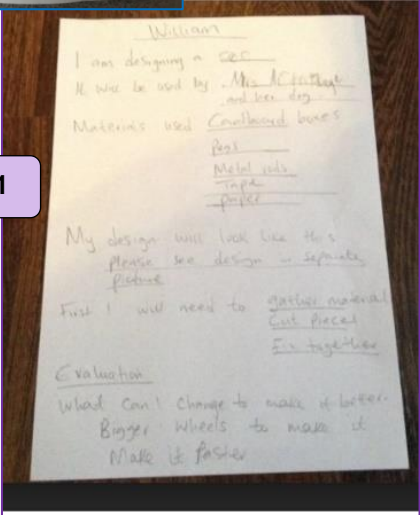 William
I am designing a car
It will be used by Mrs
and her dog
Materials used Cardboard boxes
Pegs
Metal rods
Tape
paper
My design will look like this
please see design in separate
picture
First I will need to gather material
Cut pieces
Fix together
Evaluation
What can I change to make it better.
Bigger wheels to make it
Make it faster
1